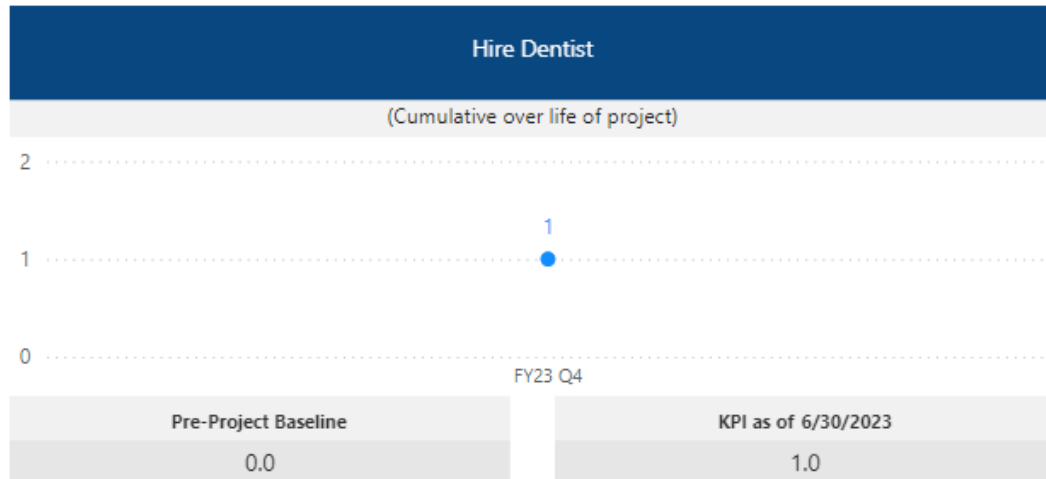 Hire Dentist
(Cumulative over life of project)
2
1
1
0
FY23 Q4
Pre-Project Baseline
KPI as of 6/30/2023
0.0
1.0